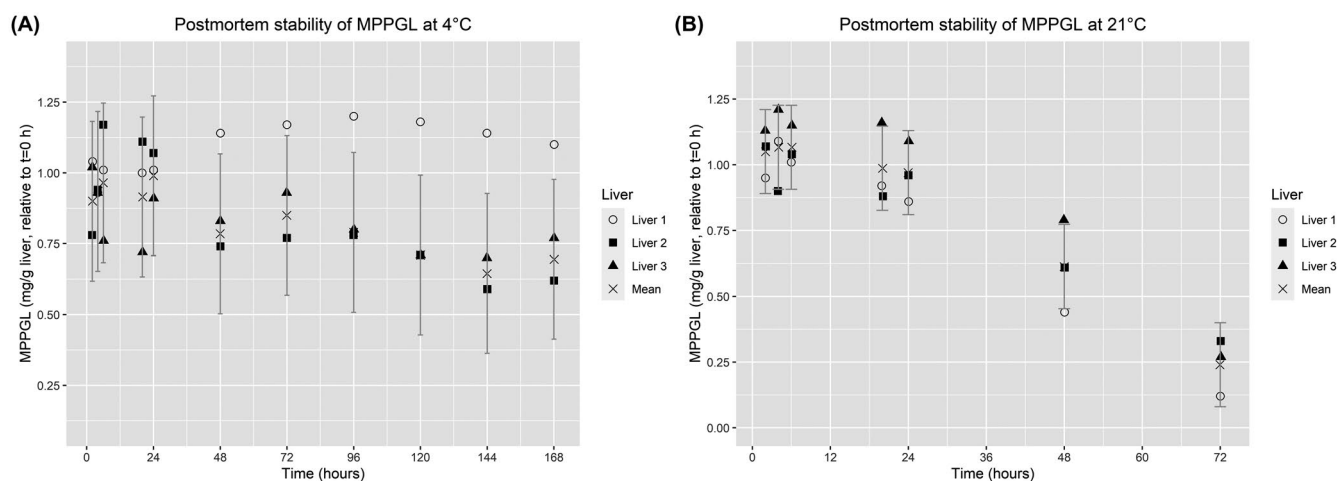 (A) Postmortem stability of MPPGL at 4°C
MPPGL (mg/g liver, relative to t=0 h)
1.25
1.00
0.75
0.50
0.25
0 24 48 72 96 120 144 168
Time (hours)
Liver
Liver 1
Liver 2
Liver 3
Mean
(B) Postmortem stability of MPPGL at 21°C
MPPGL (mg/g liver, relative to t=0 h)
1.25
1.00
0.75
0.50
0.25
0.00
0 12 24 36 48 60 72
Time (hours)
Liver
Liver 1
Liver 2
Liver 3
Mean